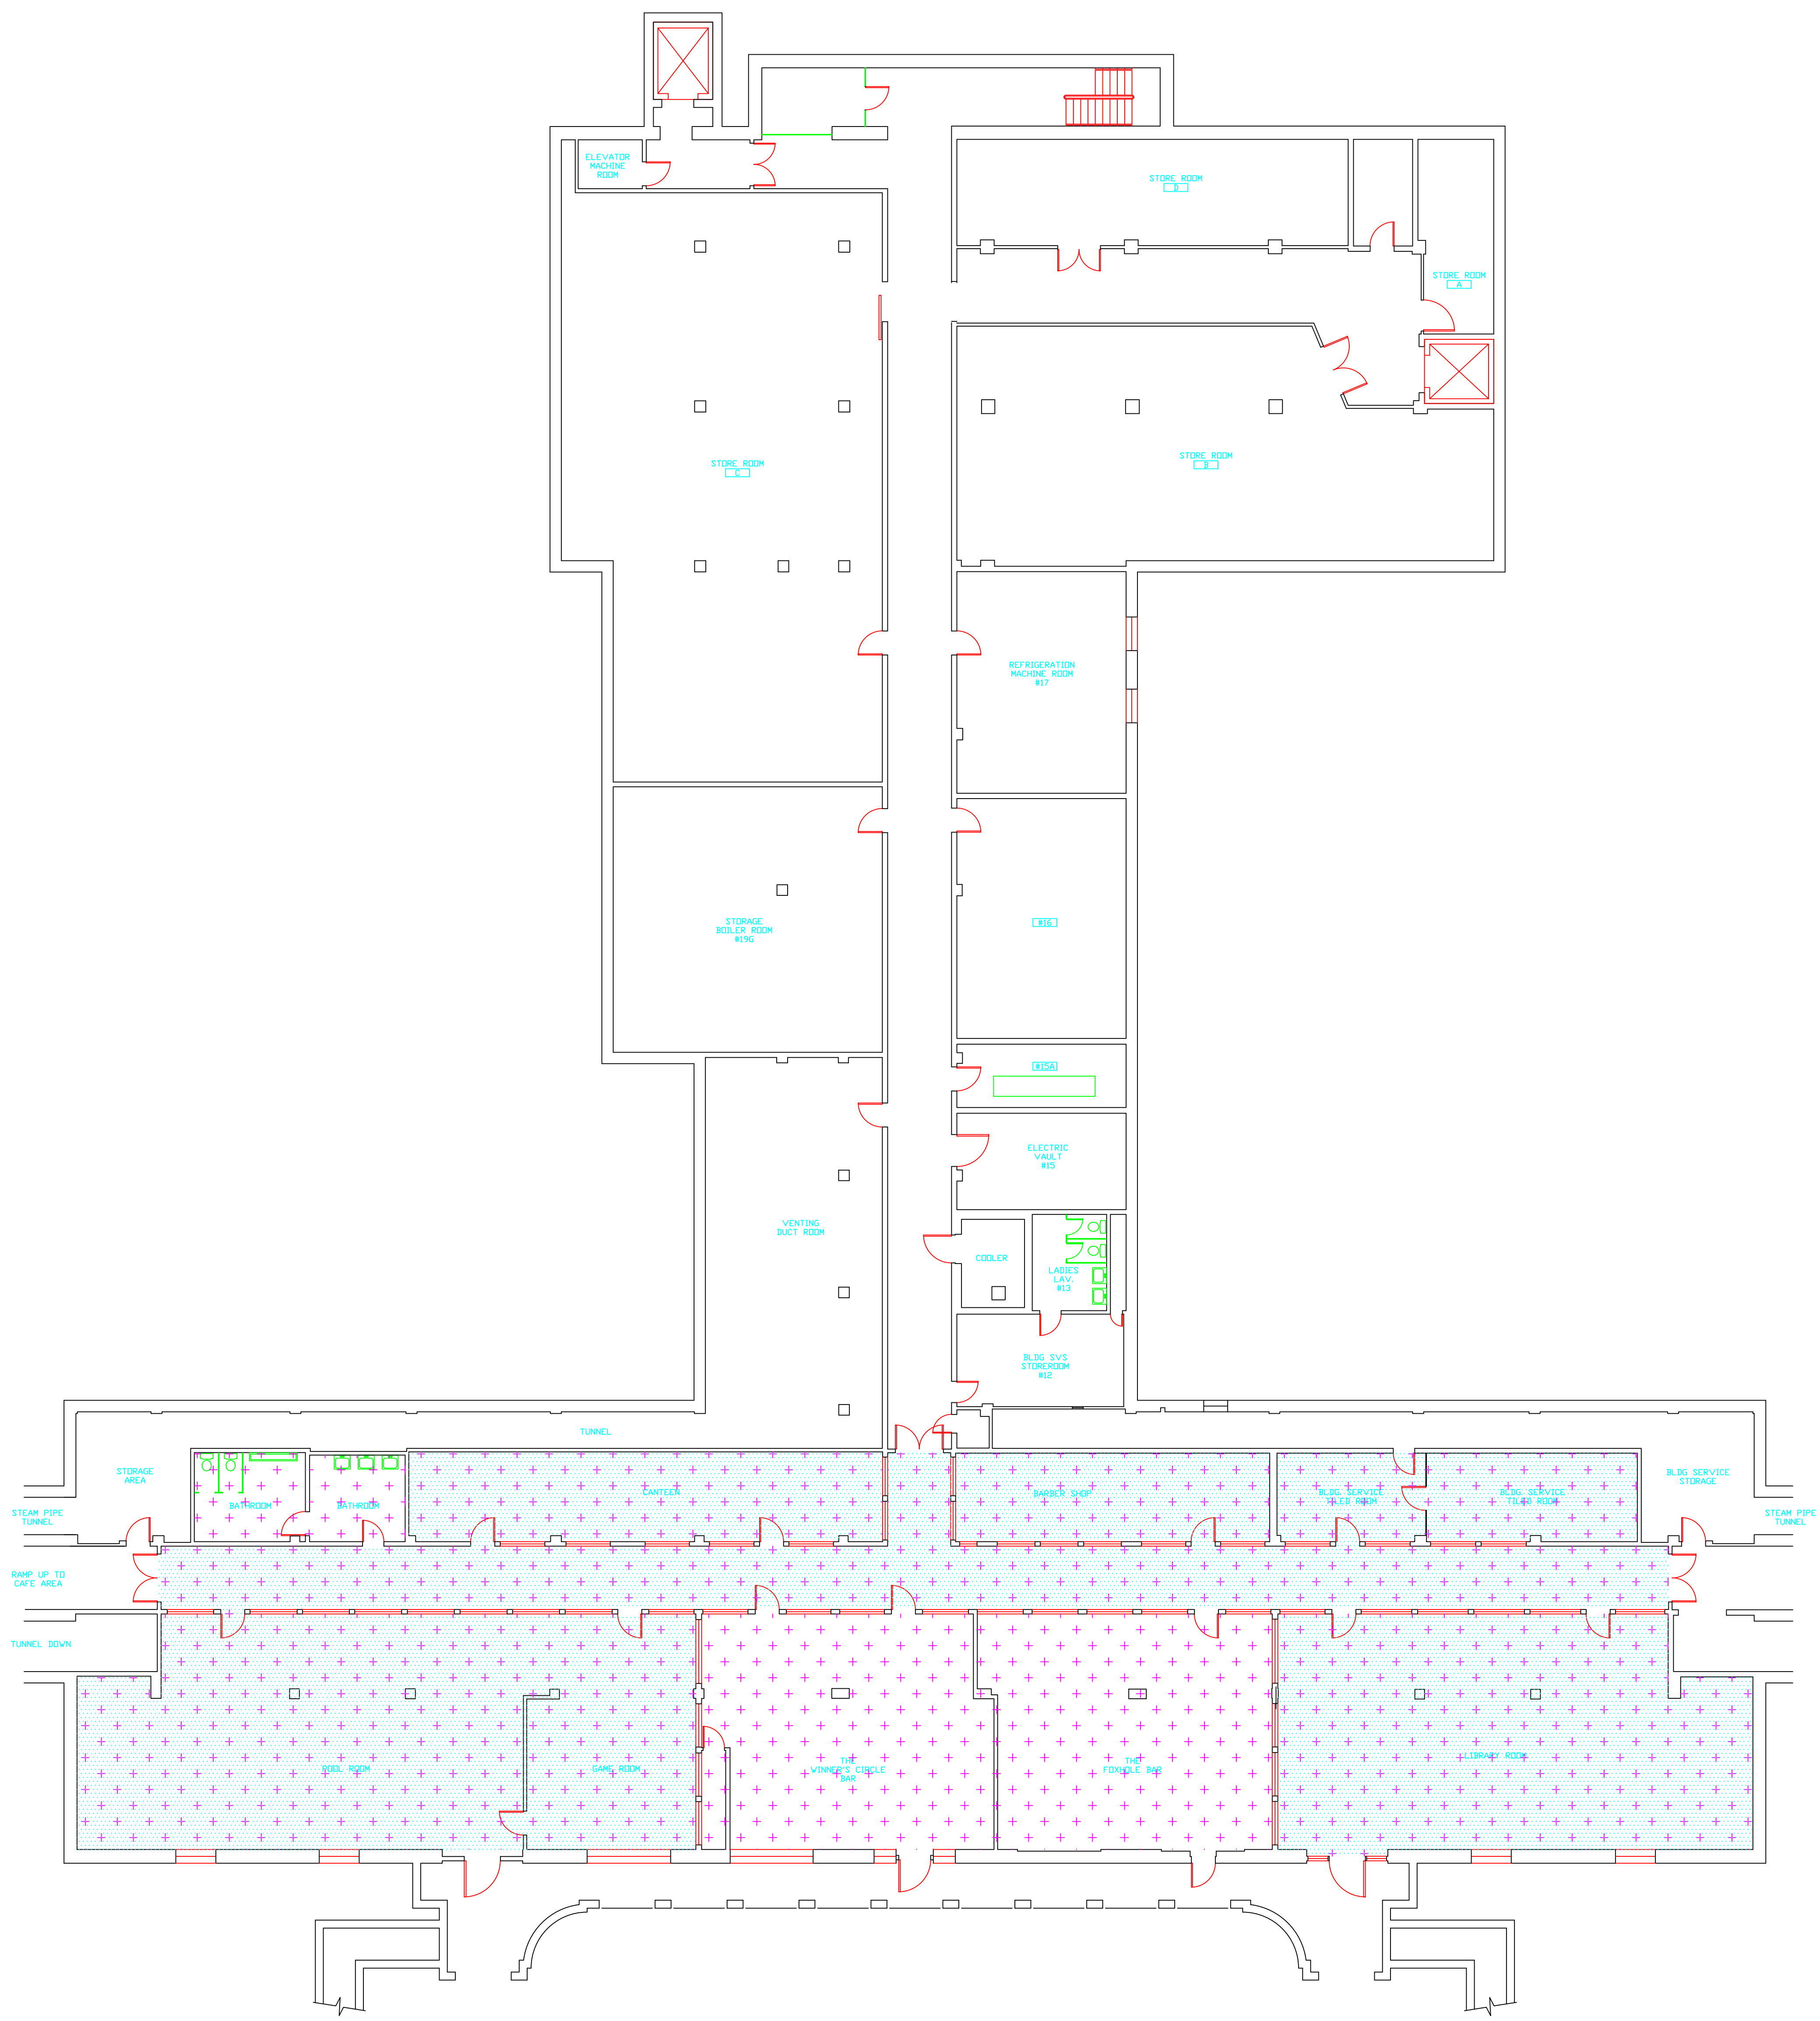 ELEVATOR
MACHINE
ROOM
STORE ROOM
D
STORE ROOM
A
STORE ROOM
C
STORE ROOM
B
REFRIGERATION
MACHINE ROOM
#17
STORAGE
BOILER ROOM
#19G
#16
#15A
ELECTRIC
VAULT
#15
VENTING
DUCT ROOM
COOLER
LADIES
LAV.
#13
BLDG SVS
STOREROOM
#12
TUNNEL
STORAGE
AREA
STEAM PIPE
TUNNEL
BATHROOM
BATHROOM
CANTEEN
BARBER SHOP
BLDG. SERVICE
TILED ROOM
BLDG. SERVICE
TILED ROOM
BLDG SERVICE
STORAGE
STEAM PIPE
TUNNEL
RAMP UP TO
CAFE AREA
TUNNEL DOWN
POOL ROOM
GAME ROOM
THE
WINNER'S CIRCLE
BAR
THE
FOXHOLE BAR
LIBRARY ROOM